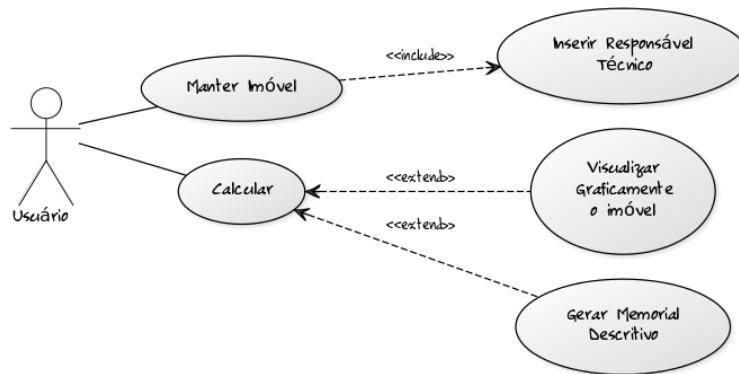 Inserir Responsável
Técnico
<<include>>
Manter Imóvel
Visualizar
Graficamente
o imóvel
<<extend>>
Calcular
<<extend>>
Usuário
Gerar Memorial
Descritivo